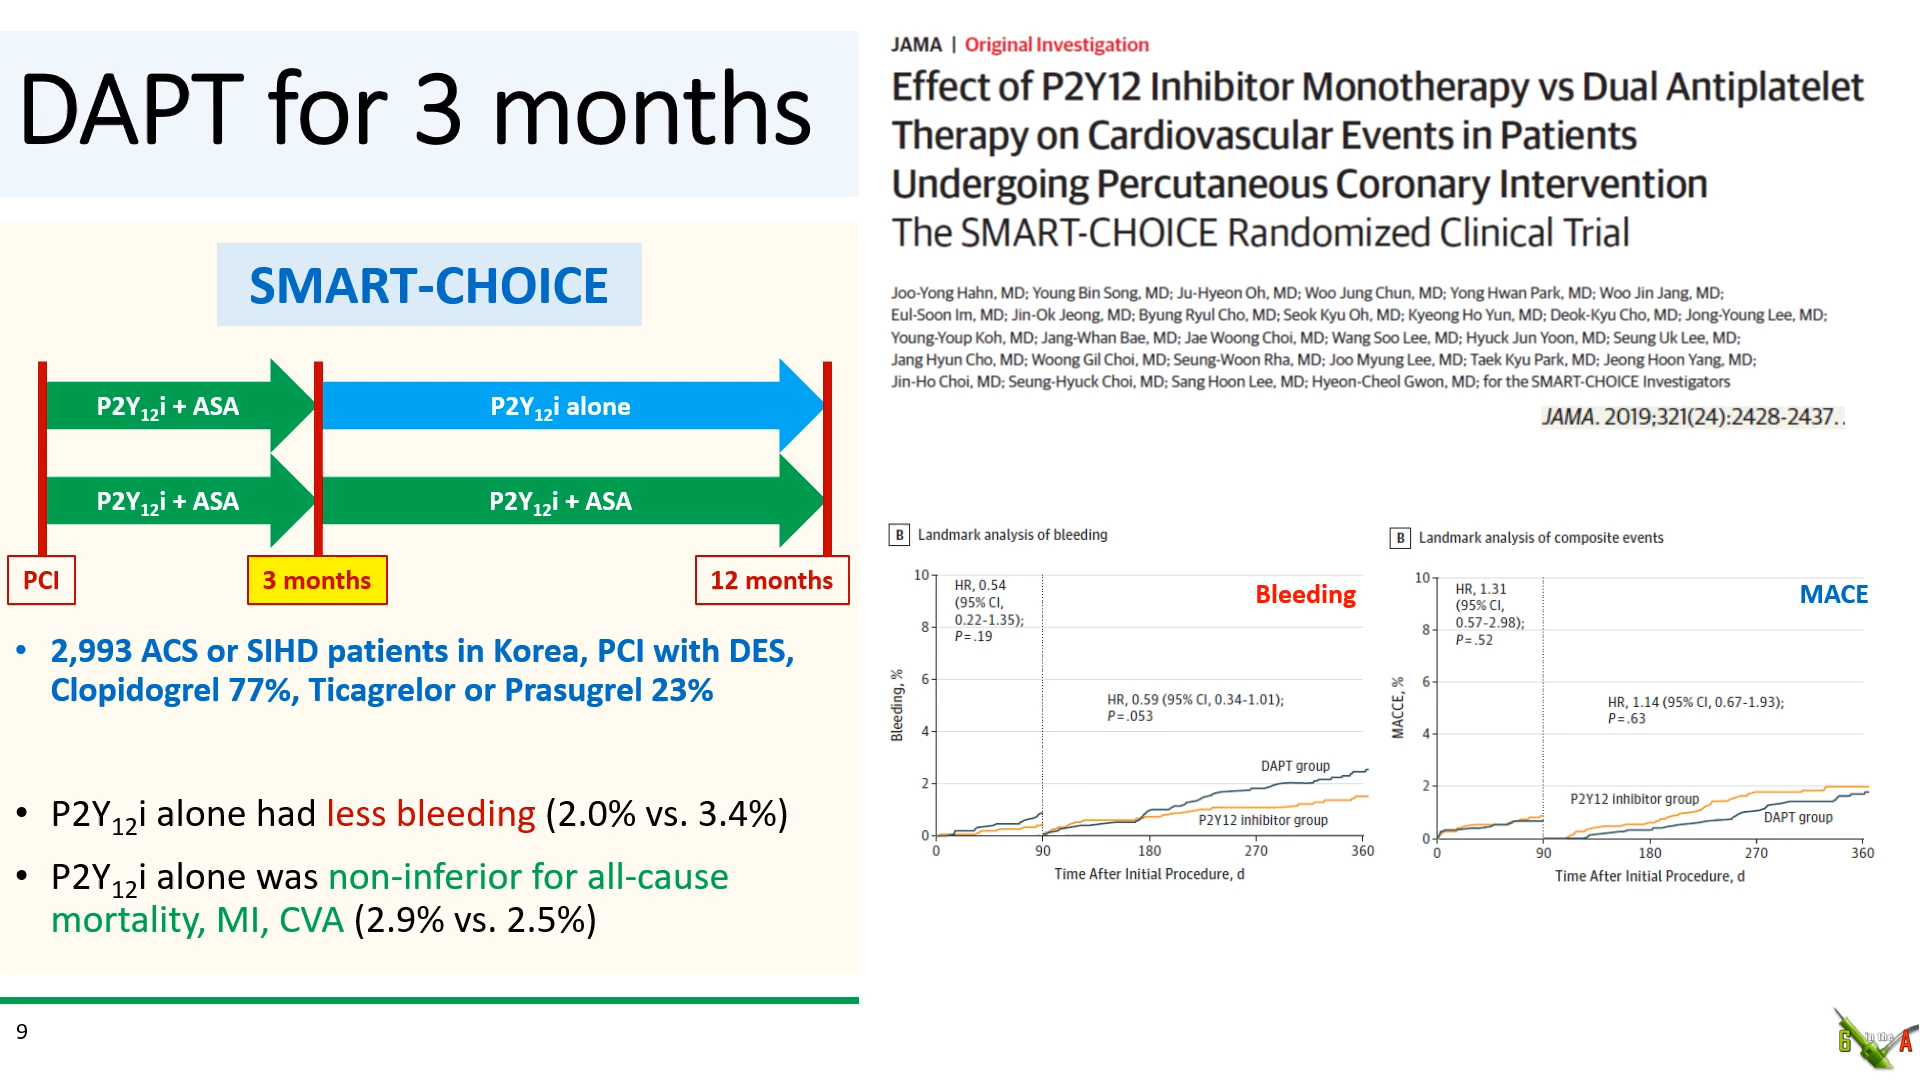 DAPT for 3 months
SMART-CHOICE
P2Y12i + ASA
P2Y12i alone
P2Y12i + ASA
P2Y12i + ASA
PCI
3 months
12 months
• 2,993 ACS or SIHD patients in Korea, PCI with DES,
Clopidogrel 77%, Ticagrelor or Prasugrel 23%
• P2Y12i alone had less bleeding (2.0% vs. 3.4%)
• P2Y12i alone was non-inferior for all-cause
mortality, MI, CVA (2.9% vs. 2.5%)
9
JAMA | Original Investigation
Effect of P2Y12 Inhibitor Monotherapy vs Dual Antiplatelet
Therapy on Cardiovascular Events in Patients
Undergoing Percutaneous Coronary Intervention
The SMART-CHOICE Randomized Clinical Trial
Joo-Yong Hahn, MD; Young Bin Song, MD; Ju-Hyeon Oh, MD; Woo Jung Chun, MD; Yong Hwan Park, MD; Woo Jin Jang, MD;
Eul-Soon Im, MD; Jin-Ok Jeong, MD; Byung Ryul Cho, MD; Seok Kyu Oh, MD; Kyeong Ho Yun, MD; Deok-Kyu Cho, MD; Jong-Young Lee, MD;
Young-Youp Koh, MD; Jang-Whan Bae, MD; Jae Woong Choi, MD; Wang Soo Lee, MD; Hyuck Jun Yoon, MD; Seung Uk Lee, MD;
Jang Hyun Cho, MD; Woong Gil Choi, MD; Seung-Woon Rha, MD; Joo Myung Lee, MD; Taek Kyu Park, MD; Jeong Hoon Yang, MD;
Jin-Ho Choi, MD; Seung-Hyuck Choi, MD; Sang Hoon Lee, MD; Hyeon-Cheol Gwon, MD; for the SMART-CHOICE Investigators
JAMA. 2019;321(24):2428-2437. .
B Landmark analysis of bleeding
Bleeding
HR, 0.54
(95% CI,
0.22-1.35);
P=.19
HR, 0.59 (95% CI, 0.34-1.01);
P=.053
DAPT group
P2Y12 inhibitor group
Bleeding, %
10
8
6
4
2
0
0 90 180 270 360
Time After Initial Procedure, d
B Landmark analysis of composite events
MACE
HR, 1.31
(95% CI,
0.57-2.98);
P=.52
HR, 1.14 (95% CI, 0.67-1.93);
P=.63
P2Y12 inhibitor group
DAPT group
MACCE, %
10
8
6
4
2
0
0 90 180 270 360
Time After Initial Procedure, d
6 in the A